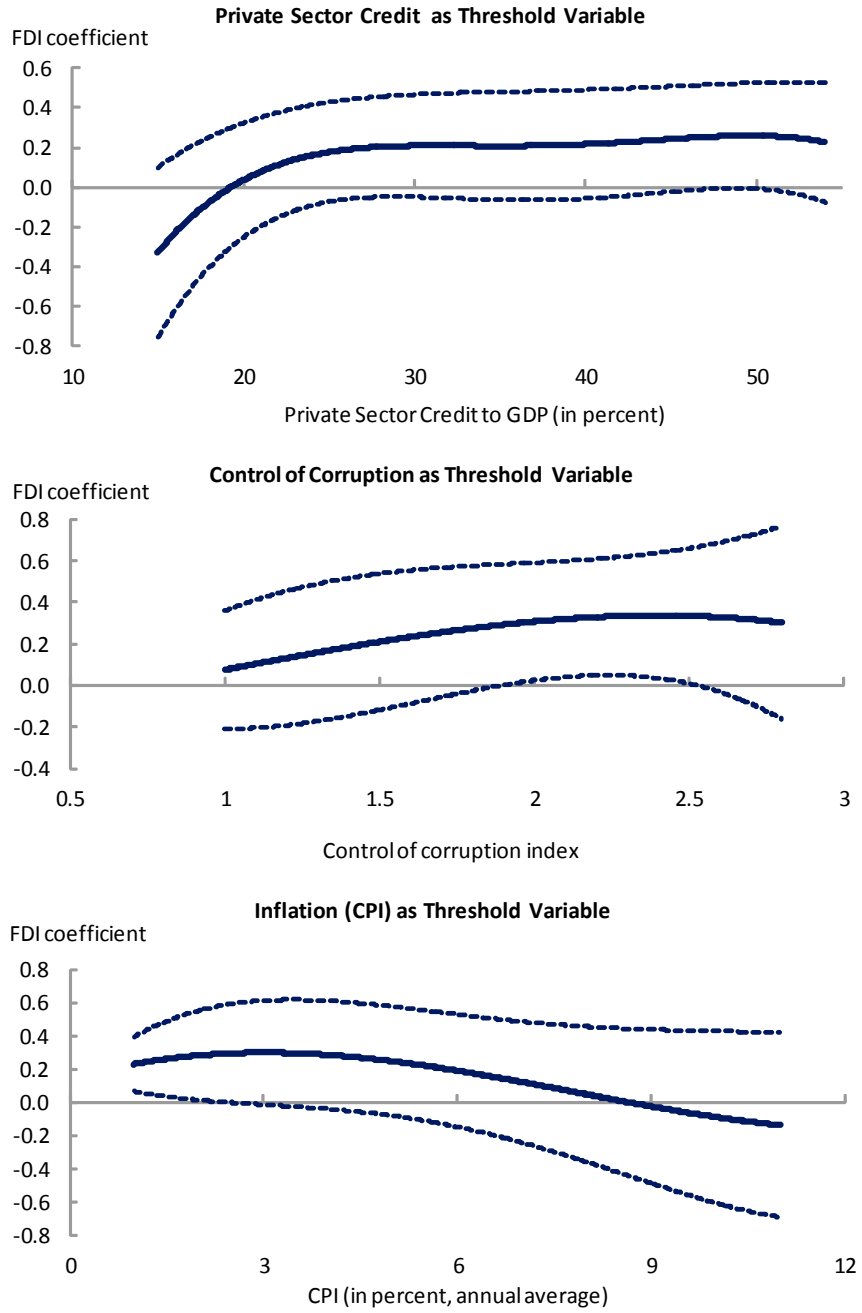 Private Sector Credit as Threshold Variable
FDI coefficient
0.6
0.4
0.2
0.0
-0.2
-0.4
-0.6
-0.8
10 20 30 40 50
Private Sector Credit to GDP (in percent)
Control of Corruption as Threshold Variable
FDI coefficient
0.8
0.6
0.4
0.2
0.0
-0.2
-0.4
0.5 1 1.5 2 2.5 3
Control of corruption index
Inflation (CPI) as Threshold Variable
FDI coefficient
0.8
0.6
0.4
0.2
0.0
-0.2
-0.4
-0.6
-0.8
0 3 6 9 12
CPI (in percent, annual average)